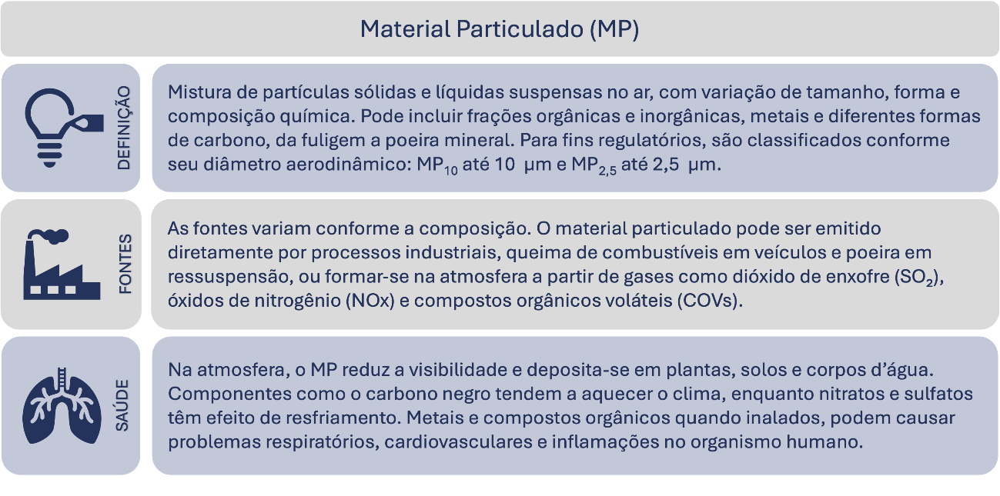 Material Particulado (MP)
DEFINIÇÃO
Mistura de partículas sólidas e líquidas suspensas no ar, com variação de tamanho, forma e
composição química. Pode incluir frações orgânicas e inorgânicas, metais e diferentes formas
de carbono, da fuligem a poeira mineral. Para fins regulatórios, são classificados conforme
seu diâmetro aerodinâmico: MP₁₀ até 10 µm e MP₂,₅ até 2,5 µm.
FONTES
As fontes variam conforme a composição. O material particulado pode ser emitido
diretamente por processos industriais, queima de combustíveis em veículos e poeira em
ressuspensão, ou formar-se na atmosfera a partir de gases como dióxido de enxofre (SO₂),
óxidos de nitrogênio (NOx) e compostos orgânicos voláteis (COVs).
SAÚDE
Na atmosfera, o MP reduz a visibilidade e deposita-se em plantas, solos e corpos d’água.
Componentes como o carbono negro tendem a aquecer o clima, enquanto nitratos e sulfatos
têm efeito de resfriamento. Metais e compostos orgânicos quando inalados, podem causar
problemas respiratórios, cardiovasculares e inflamações no organismo humano.